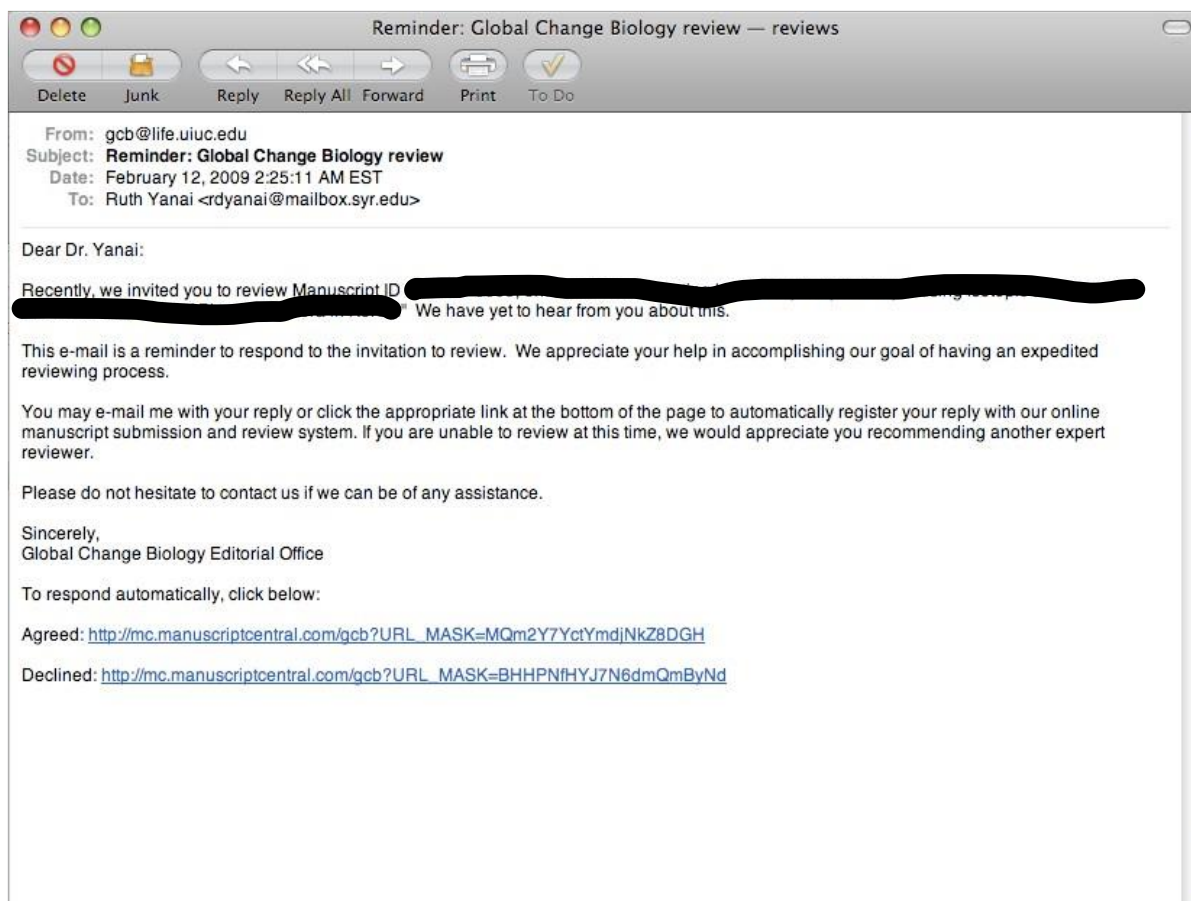 Reminder: Global Change Biology review — reviews
Delete Junk Reply Reply All Forward Print To Do
From: gcb@life.uiuc.edu
Subject: Reminder: Global Change Biology review
Date: February 12, 2009 2:25:11 AM EST
To: Ruth Yanai <rdyanai@mailbox.syr.edu>
Dear Dr. Yanai:
Recently, we invited you to review Manuscript ID
" We have yet to hear from you about this.
This e-mail is a reminder to respond to the invitation to review. We appreciate your help in accomplishing our goal of having an expedited
reviewing process.
You may e-mail me with your reply or click the appropriate link at the bottom of the page to automatically register your reply with our online
manuscript submission and review system. If you are unable to review at this time, we would appreciate you recommending another expert
reviewer.
Please do not hesitate to contact us if we can be of any assistance.
Sincerely,
Global Change Biology Editorial Office
To respond automatically, click below:
Agreed: http://mc.manuscriptcentral.com/gcb?URL_MASK=MQm2Y7YctYmdjNkZ8DGH
Declined: http://mc.manuscriptcentral.com/gcb?URL_MASK=BHHPNfHYJ7N6dmQmByNd